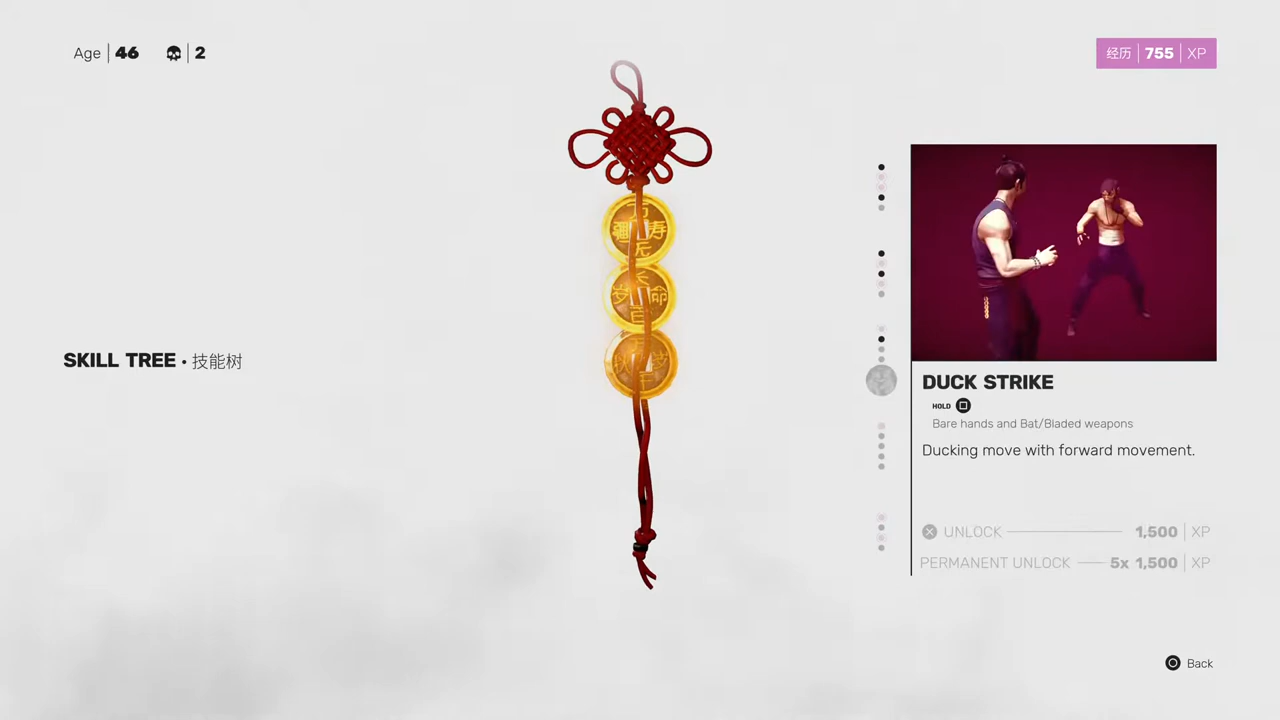 Age 46 2
经历 755 XP
SKILL TREE • 技能树
DUCK STRIKE
HOLD
Bare hands and Bat/Bladed weapons
Ducking move with forward movement.
UNLOCK 1,500 XP
PERMANENT UNLOCK 5x 1,500 XP
Back